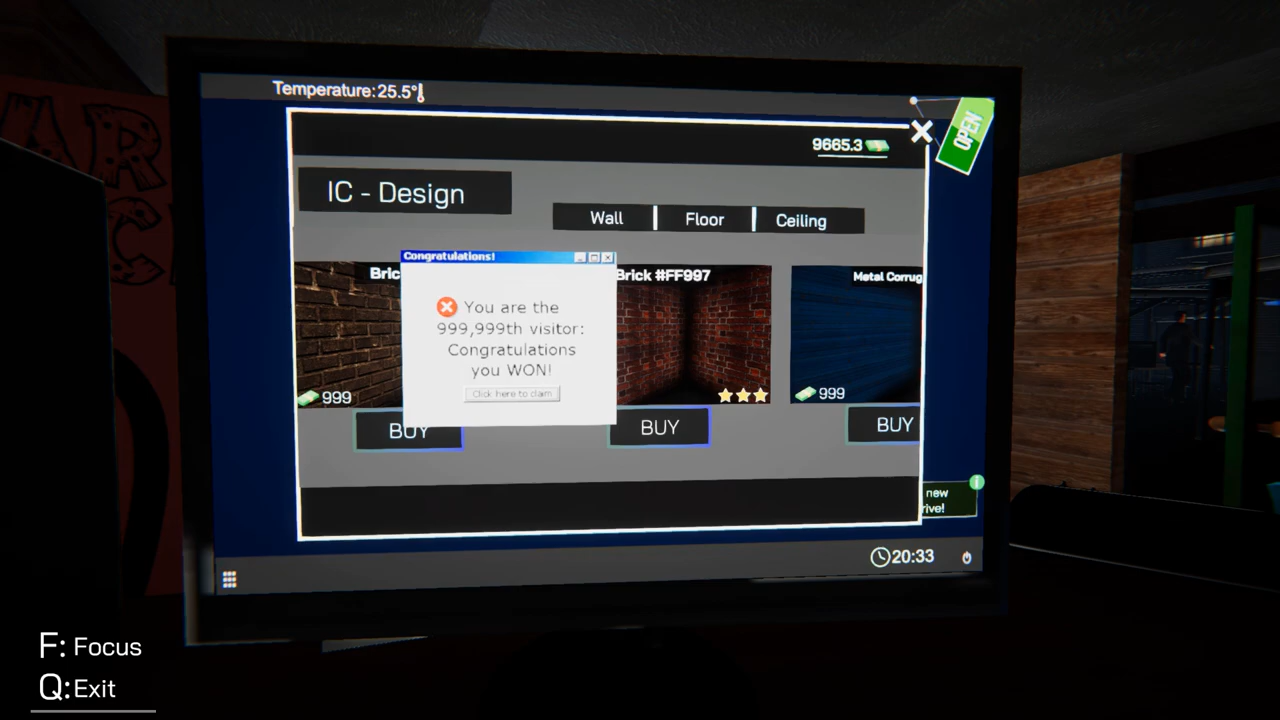 Temperature: 25.5°
OPEN
9665.3
IC - Design
Wall
Floor
Ceiling
Congratulations!
Bric
Brick #FF997
Metal Corrug
You are the
999,999th visitor:
Congratulations
you WON!
Click here to claim
999
999
BUY
BUY
BUY
new
rive!
20:33
F: Focus
Q: Exit